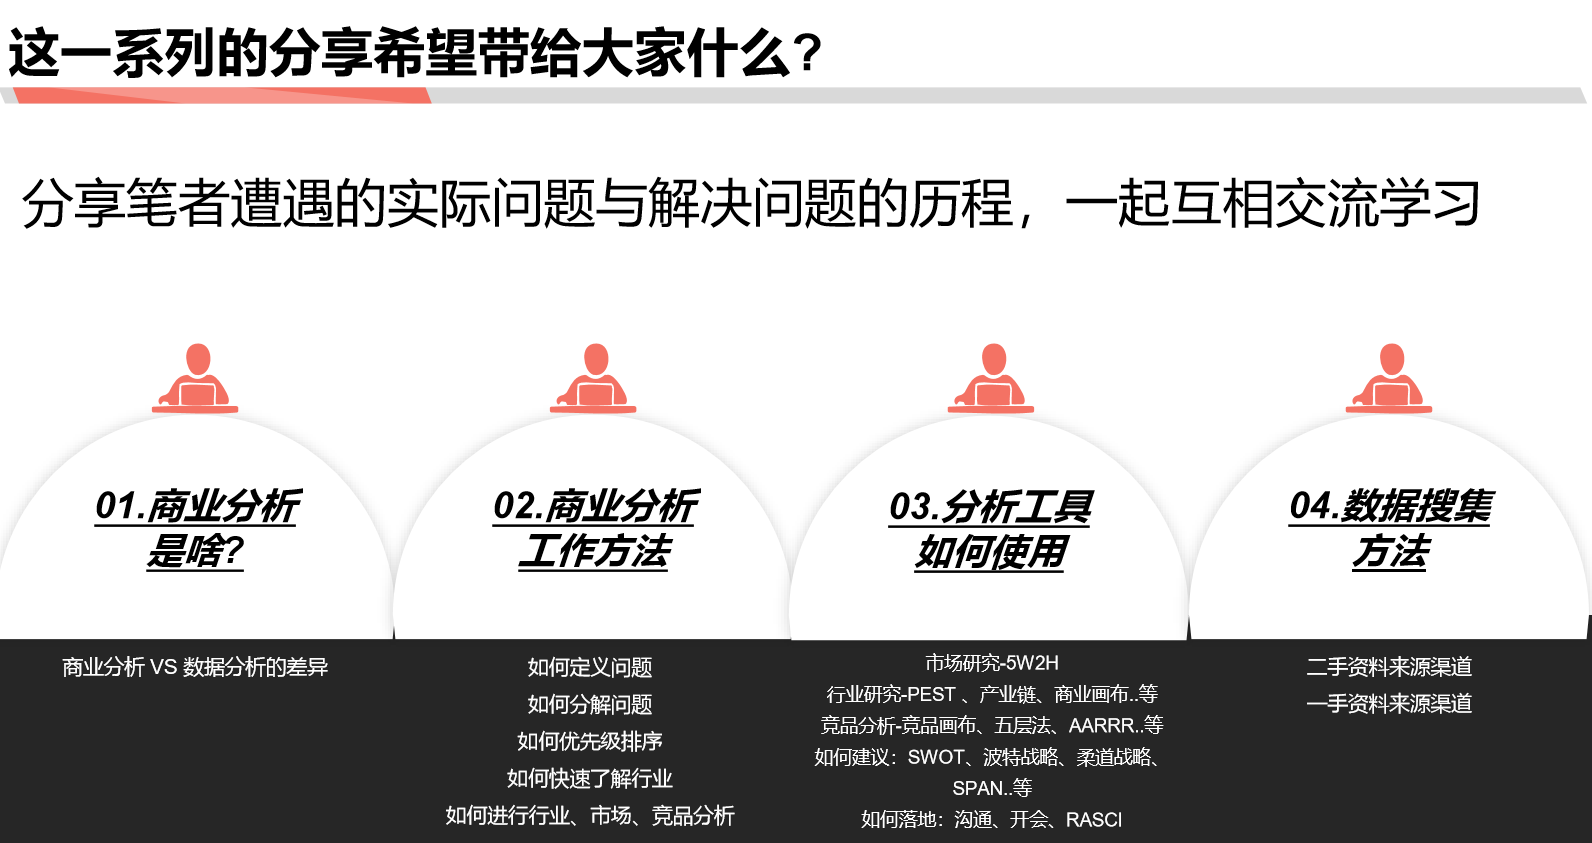 这一系列的分享希望带给大家什么?
分享笔者遭遇的实际问题与解决问题的历程，一起互相交流学习
01.商业分析
是啥?
商业分析 VS 数据分析的差异
02.商业分析
工作方法
如何定义问题
如何分解问题
如何优先级排序
如何快速了解行业
如何进行行业、市场、竞品分析
03.分析工具
如何使用
市场研究-5W2H
行业研究-PEST 、产业链、商业画布..等
竞品分析-竞品画布、五层法、AARRR..等
如何建议：SWOT、波特战略、柔道战略、
SPAN..等
如何落地：沟通、开会、RASCI
04.数据搜集
方法
二手资料来源渠道
一手资料来源渠道